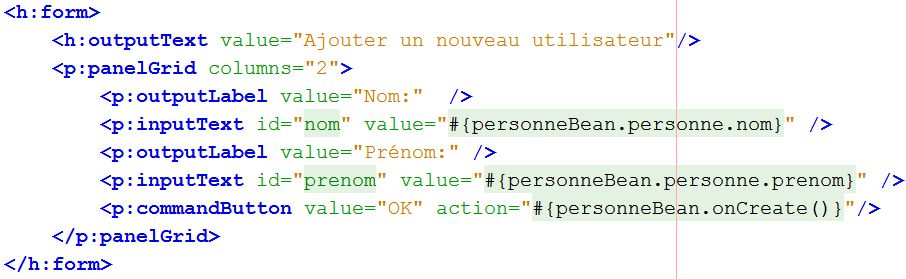 <h:form>
<h:outputText value="Ajouter un nouveau utilisateur"/>
<p:panelGrid columns="2">
<p:outputLabel value="Nom:"  />
<p:inputText id="nom" value="#{personneBean.personne.nom}" />
<p:outputLabel value="Prénom:" />
<p:inputText id="prenom" value="#{personneBean.personne.prenom}" />
<p:commandButton value="OK" action="#{personneBean.onCreate()}"/>
</p:panelGrid>
</h:form>